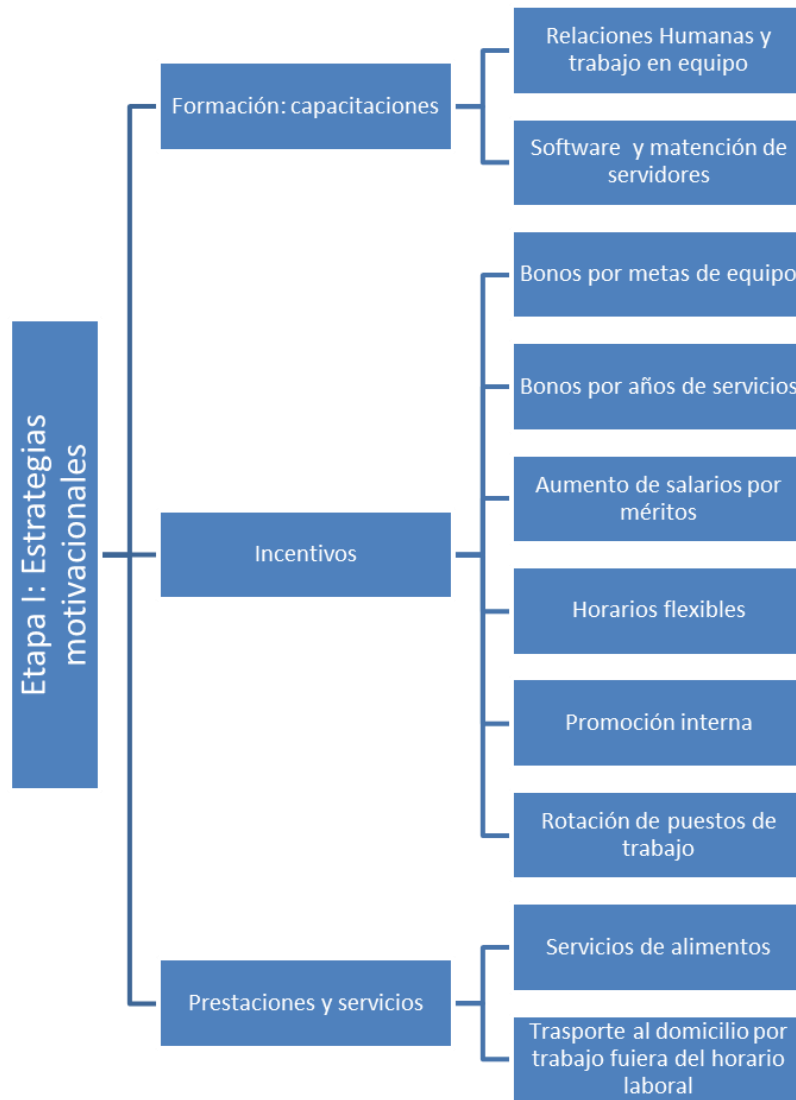 Etapa I: Estrategias
motivacionales
Formación: capacitaciones
Relaciones Humanas y
trabajo en equipo
Software  y matención de
servidores
Incentivos
Bonos por metas de equipo
Bonos por años de servicios
Aumento de salarios por
méritos
Horarios flexibles
Promoción interna
Rotación de puestos de
trabajo
Prestaciones y servicios
Servicios de alimentos
Trasporte al domicilio por
trabajo fuiera del horario
laboral